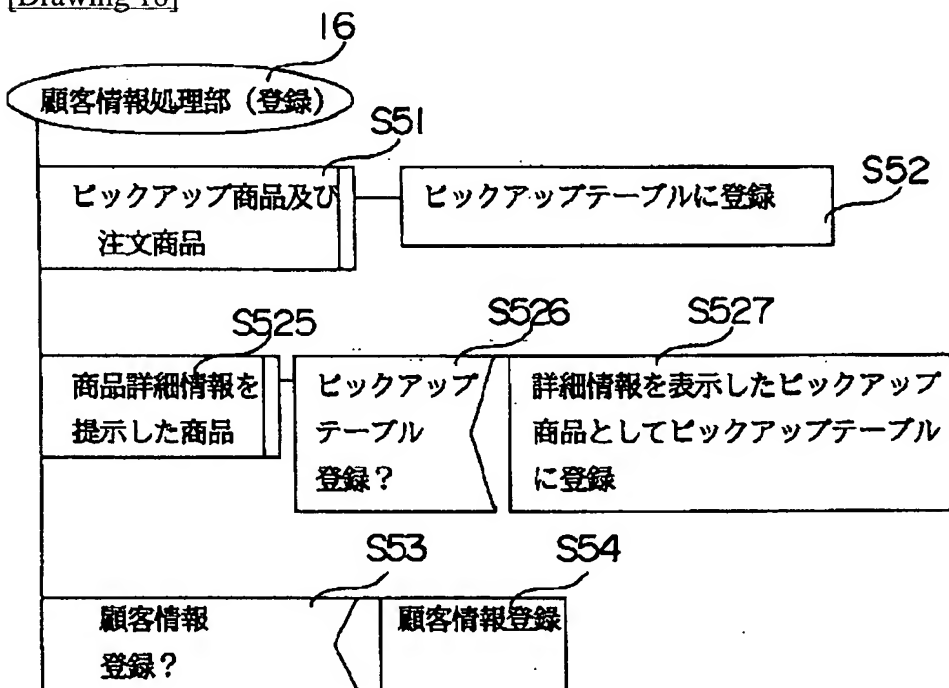 [Drawing 10]
16
顧客情報処理部（登録）
S51
ピックアップ商品及び
注文商品
S52
ピックアップテーブルに登録
S525
商品詳細情報を
提示した商品
S526
ピックアップ
テーブル
登録？
S527
詳細情報を表示したピックアップ
商品としてピックアップテーブル
に登録
S53
顧客情報
登録？
S54
顧客情報登録